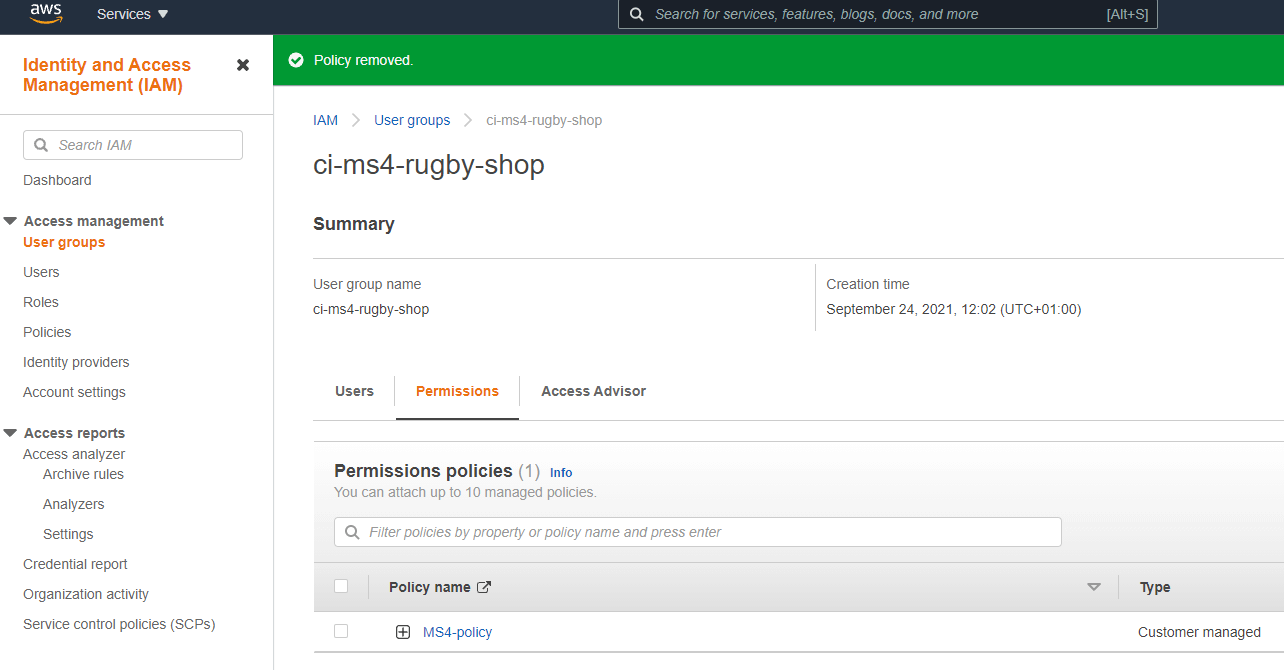 aws
Services
Search for services, features, blogs, docs, and more
[Alt+S]
Identity and Access
Management (IAM)
Search IAM
Dashboard
Access management
User groups
Users
Roles
Policies
Identity providers
Account settings
Access reports
Access analyzer
Archive rules
Analyzers
Settings
Credential report
Organization activity
Service control policies (SCPs)
Policy removed.
IAM
User groups
ci-ms4-rugby-shop
ci-ms4-rugby-shop
Summary
User group name
ci-ms4-rugby-shop
Creation time
September 24, 2021, 12:02 (UTC+01:00)
Users
Permissions
Access Advisor
Permissions policies (1) Info
You can attach up to 10 managed policies.
Filter policies by property or policy name and press enter
Policy name
Type
MS4-policy
Customer managed